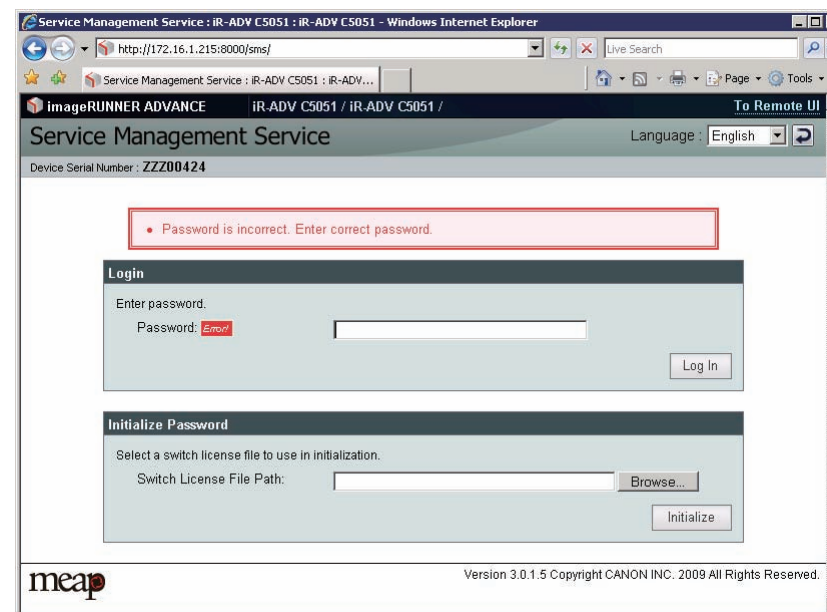 Service Management Service : iR-ADV C5051 : iR-ADV C5051 - Windows Internet Explorer
http://172.16.1.215:8000/sms/
Live Search
Service Management Service : iR-ADV C5051 : iR-ADV...
Page
Tools
imageRUNNER ADVANCE iR-ADV C5051 / iR-ADV C5051 / To Remote UI
Service Management Service Language : English
Device Serial Number : ZZZ00424
• Password is incorrect. Enter correct password.
Login
Enter password.
Password: Error!
Log In
Initialize Password
Select a switch license file to use in initialization.
Switch License File Path: Browse...
Initialize
meap Version 3.0.1.5 Copyright CANON INC. 2009 All Rights Reserved.